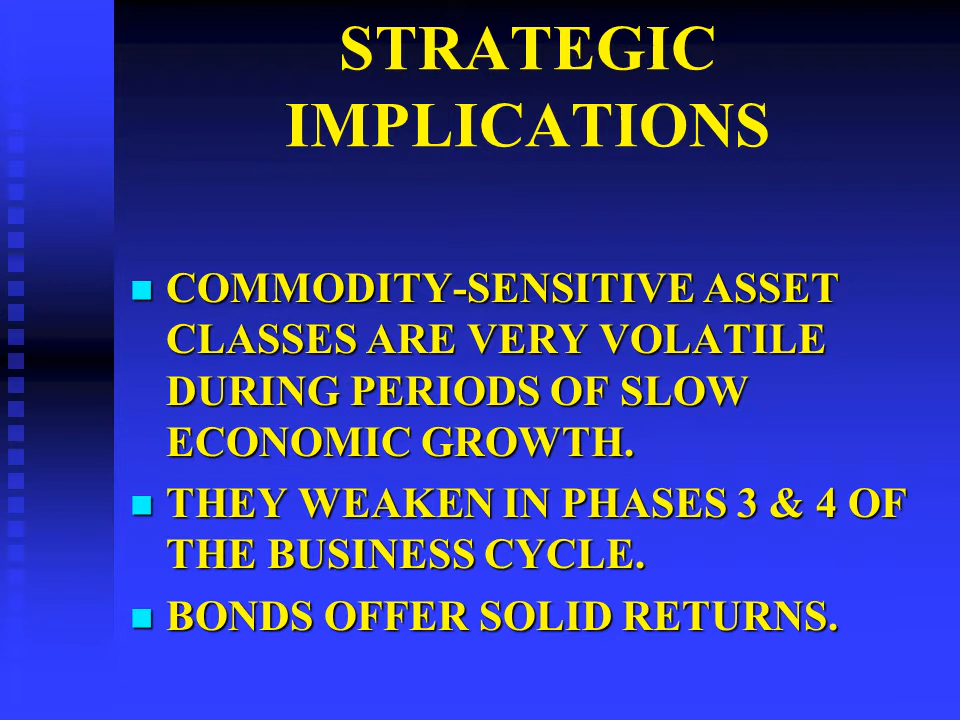 STRATEGIC
IMPLICATIONS
COMMODITY-SENSITIVE ASSET
CLASSES ARE VERY VOLATILE
DURING PERIODS OF SLOW
ECONOMIC GROWTH.
THEY WEAKEN IN PHASES 3 & 4 OF
THE BUSINESS CYCLE.
BONDS OFFER SOLID RETURNS.